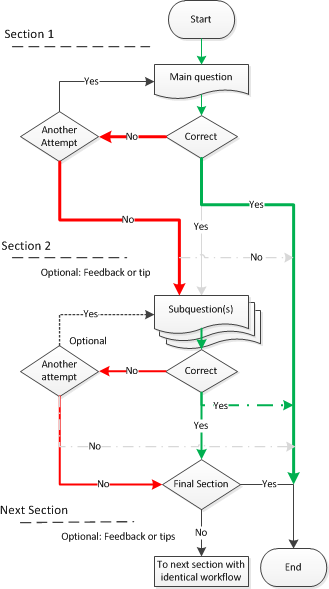 Start
Section 1
Yes
Main question
Another
Attempt
No
Correct
No
Yes
Yes
Section 2
No
Optional: Feedback or tip
Yes
Subquestion(s)
Optional
Another
attempt
No
Correct
Yes
Yes
No
No
Final Section
Yes
Next Section
No
Optional: Feedback or tips
To next section with
identical workflow
End